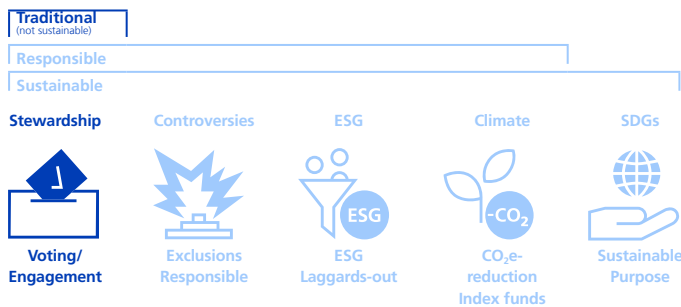 Traditional
(not sustainable)
Responsible
Sustainable
Stewardship Controversies ESG Climate SDGs
ESG -CO₂
Voting/ Exclusions ESG CO₂e- Sustainable
Engagement Responsible Laggards-out reduction Purpose
Index funds